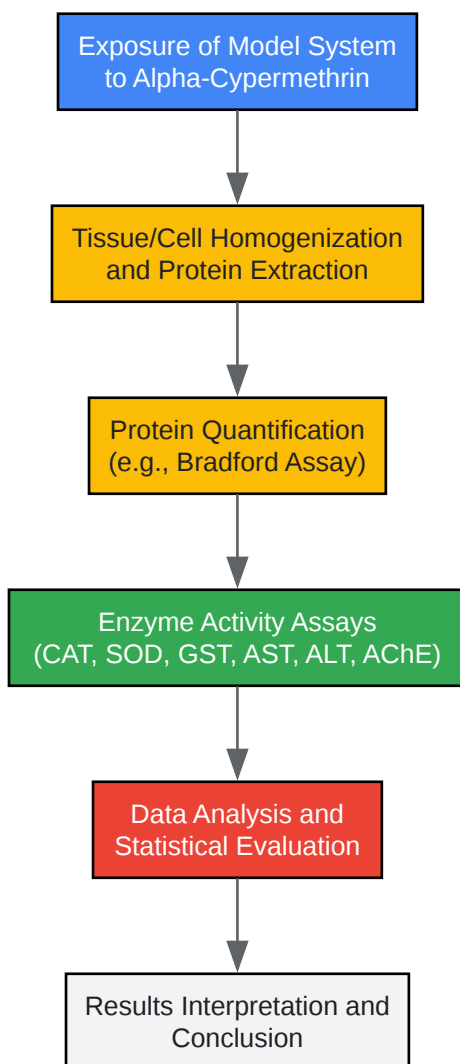 Exposure of Model System
to Alpha-Cypermethrin
Tissue/Cell Homogenization
and Protein Extraction
Protein Quantification
(e.g., Bradford Assay)
Enzyme Activity Assays
(CAT, SOD, GST, AST, ALT, AChE)
Data Analysis and
Statistical Evaluation
Results Interpretation and
Conclusion